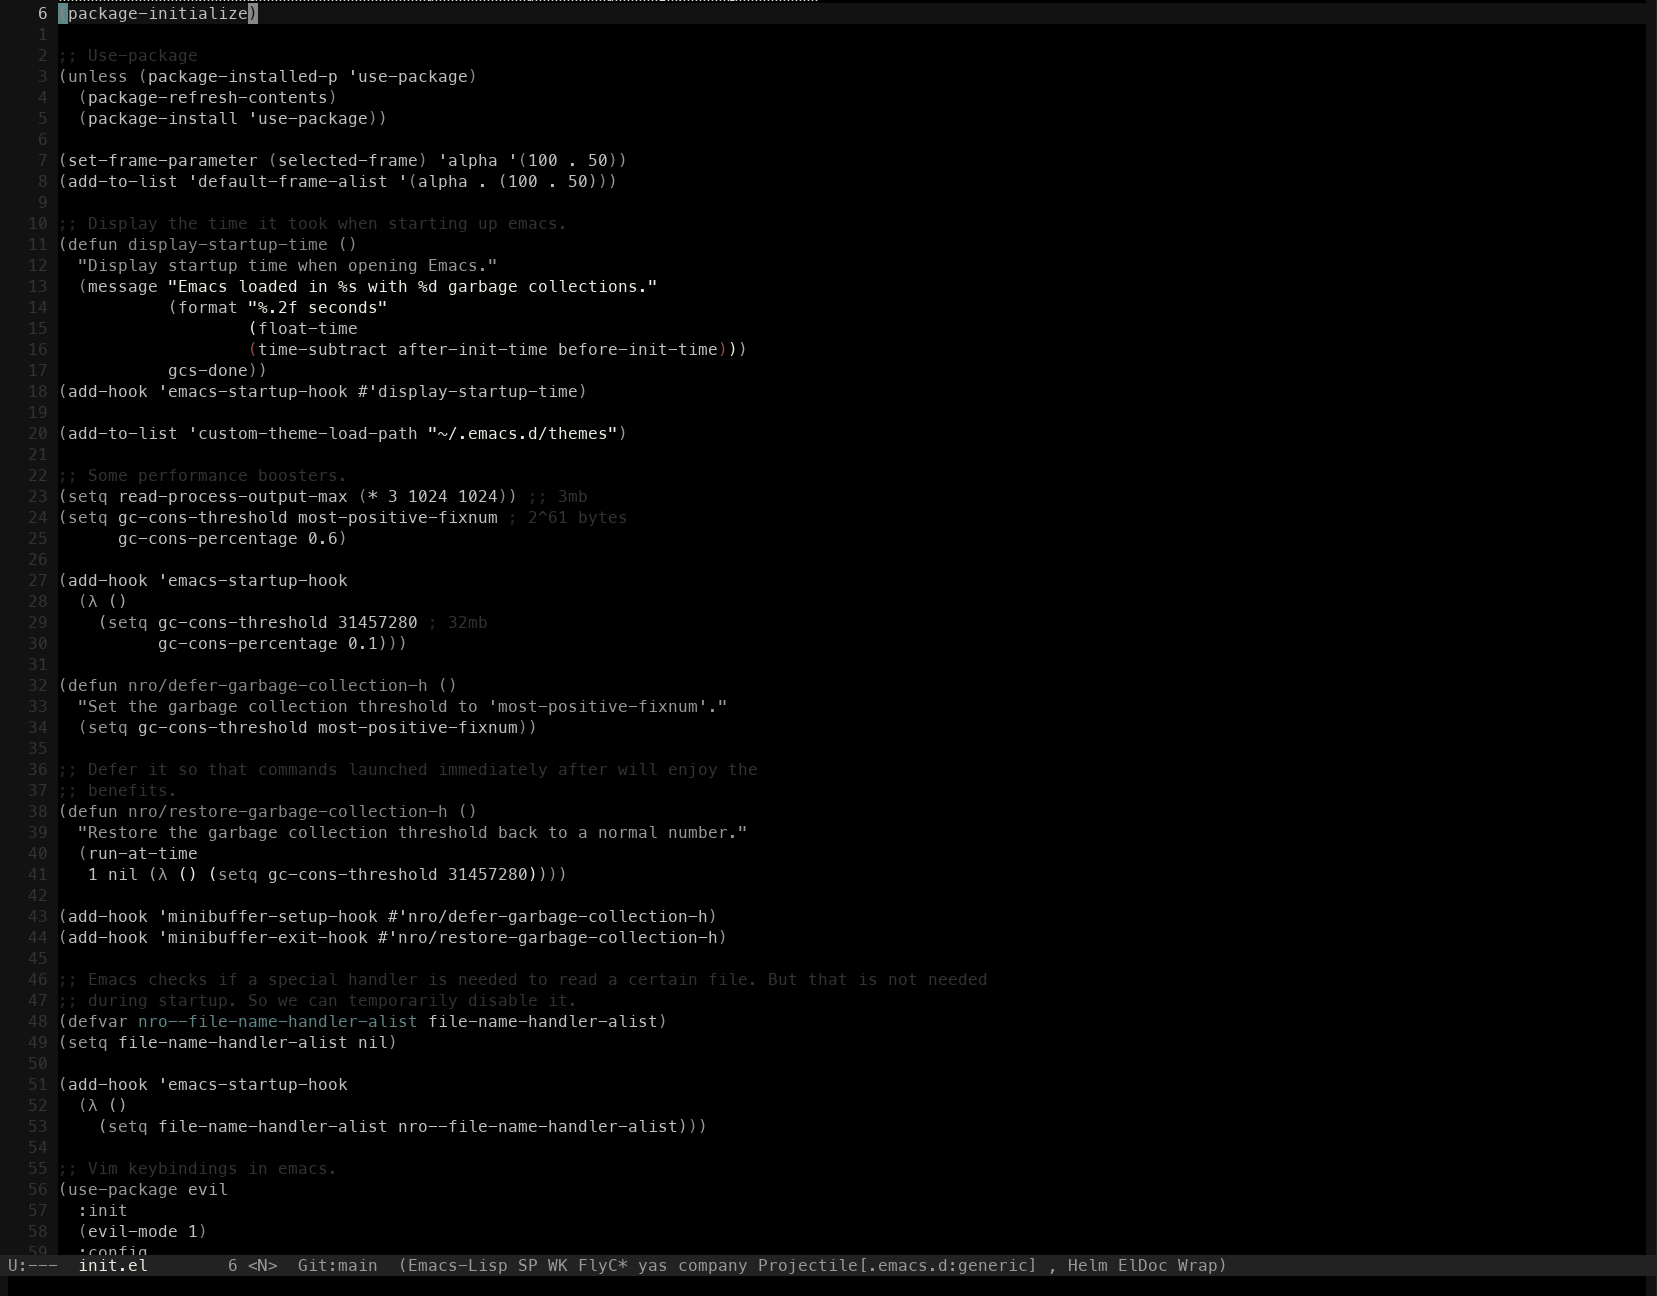 6 (package-initialize)
1
2 ;; Use-package
3 (unless (package-installed-p 'use-package)
4   (package-refresh-contents)
5   (package-install 'use-package))
6
7 (set-frame-parameter (selected-frame) 'alpha '(100 . 50))
8 (add-to-list 'default-frame-alist '(alpha . (100 . 50)))
9
10 ;; Display the time it took when starting up emacs.
11 (defun display-startup-time ()
12   "Display startup time when opening Emacs."
13   (message "Emacs loaded in %s with %d garbage collections."
14            (format "%.2f seconds"
15                    (float-time
16                    (time-subtract after-init-time before-init-time)))
17            gcs-done))
18 (add-hook 'emacs-startup-hook #'display-startup-time)
19
20 (add-to-list 'custom-theme-load-path "~/.emacs.d/themes")
21
22 ;; Some performance boosters.
23 (setq read-process-output-max (* 3 1024 1024)) ;; 3mb
24 (setq gc-cons-threshold most-positive-fixnum ; 2^61 bytes
25       gc-cons-percentage 0.6)
26
27 (add-hook 'emacs-startup-hook
28   (λ ()
29     (setq gc-cons-threshold 31457280 ; 32mb
30           gc-cons-percentage 0.1)))
31
32 (defun nro/defer-garbage-collection-h ()
33   "Set the garbage collection threshold to 'most-positive-fixnum'."
34   (setq gc-cons-threshold most-positive-fixnum))
35
36 ;; Defer it so that commands launched immediately after will enjoy the
37 ;; benefits.
38 (defun nro/restore-garbage-collection-h ()
39   "Restore the garbage collection threshold back to a normal number."
40   (run-at-time
41    1 nil (λ () (setq gc-cons-threshold 31457280))))
42
43 (add-hook 'minibuffer-setup-hook #'nro/defer-garbage-collection-h)
44 (add-hook 'minibuffer-exit-hook #'nro/restore-garbage-collection-h)
45
46 ;; Emacs checks if a special handler is needed to read a certain file. But that is not needed
47 ;; during startup. So we can temporarily disable it.
48 (defvar nro--file-name-handler-alist file-name-handler-alist)
49 (setq file-name-handler-alist nil)
50
51 (add-hook 'emacs-startup-hook
52   (λ ()
53     (setq file-name-handler-alist nro--file-name-handler-alist)))
54
55 ;; Vim keybindings in emacs.
56 (use-package evil
57   :init
58   (evil-mode 1)
59   :config
U:---  init.el        6 <N>  Git:main  (Emacs-Lisp SP WK FlyC* yas company Projectile[.emacs.d:generic] , Helm ElDoc Wrap)